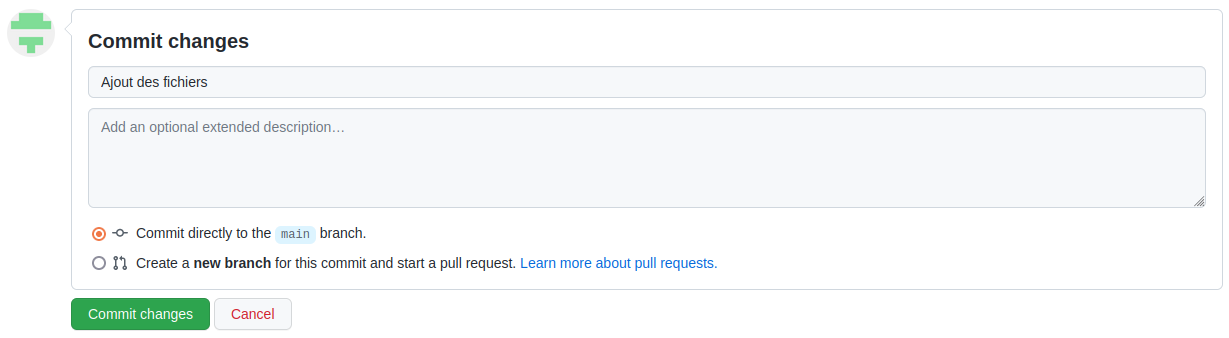 Commit changes
Ajout des fichiers
Add an optional extended description…
Commit directly to the main branch.
Create a new branch for this commit and start a pull request. Learn more about pull requests.
Commit changes Cancel